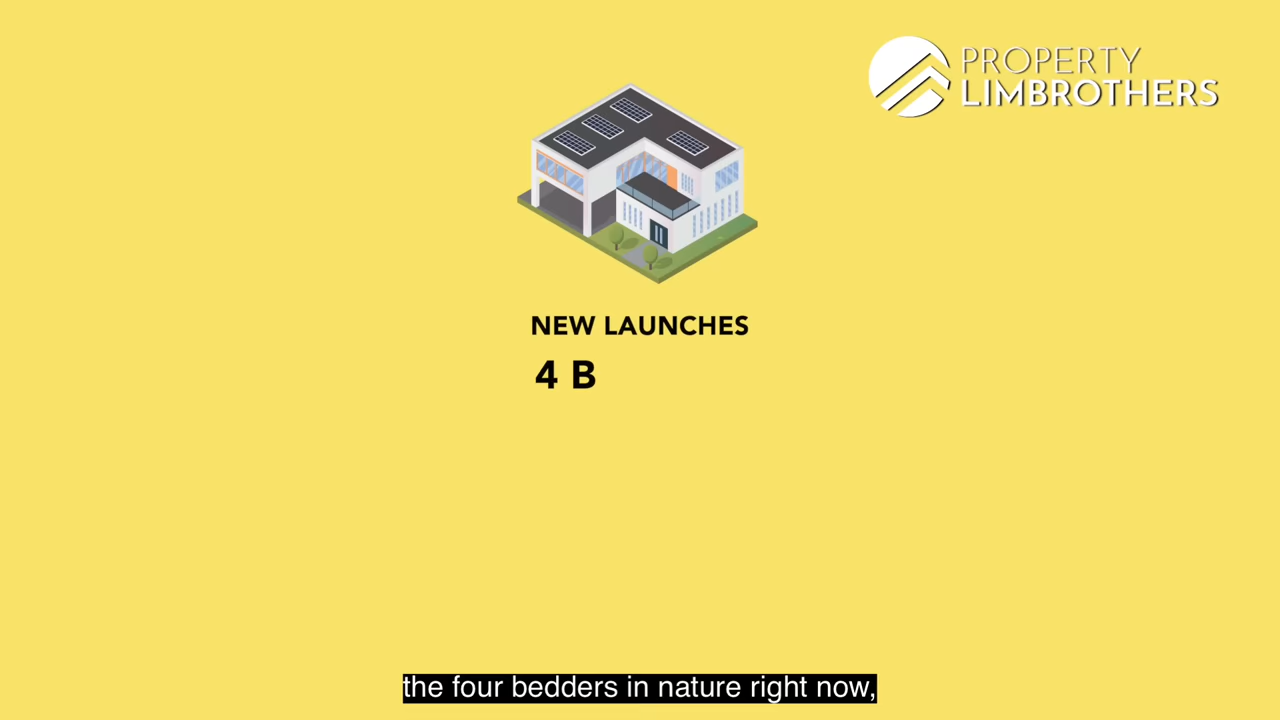 PROPERTY
LIMBROTHERS
NEW LAUNCHES
4 B
the four bedders in nature right now,